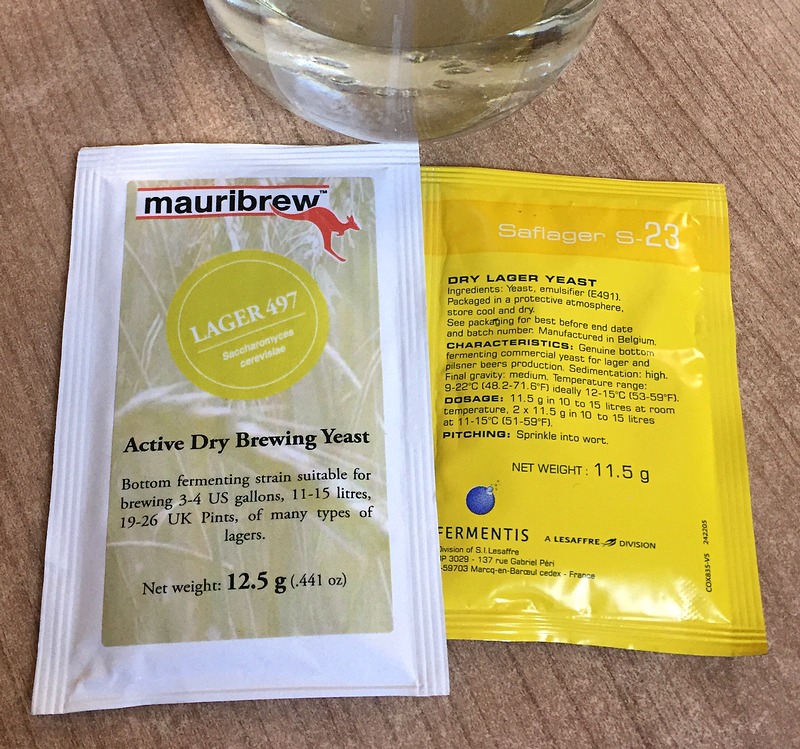 mauribrew™
LAGER 497
Saccharomyces
cerevisiae
Active Dry Brewing Yeast
Bottom fermenting strain suitable for
brewing 3-4 US gallons, 11-15 litres,
19-26 UK Pints, of many types of
lagers.
Net weight: 12.5 g (.441 oz)
Saflager S-23
DRY LAGER YEAST
Ingredients: Yeast, emulsifier (E491).
Packaged in a protective atmosphere,
store cool and dry.
See packaging for best before end date
and batch number. Manufactured in Belgium.
CHARACTERISTICS: Genuine bottom
fermenting commercial yeast for lager and
pilsner beers production. Sedimentation: high.
Final gravity: medium. Temperature range:
9-22°C (48.2-71.6°F) ideally 12-15°C (53-59°F).
DOSAGE: 11.5 g in 10 to 15 litres at room
temperature, 2 x 11.5 g in 10 to 15 litres
at 11-15°C (51-59°F).
PITCHING: Sprinkle into wort.
NET WEIGHT: 11.5 g
FERMENTIS
A LESAFFRE DIVISION
Division of S.I.Lesaffre
BP 3029 - 137 rue Gabriel Péri
-59703 Marcq-en-Barœul cedex - France
COX835-V5 242205